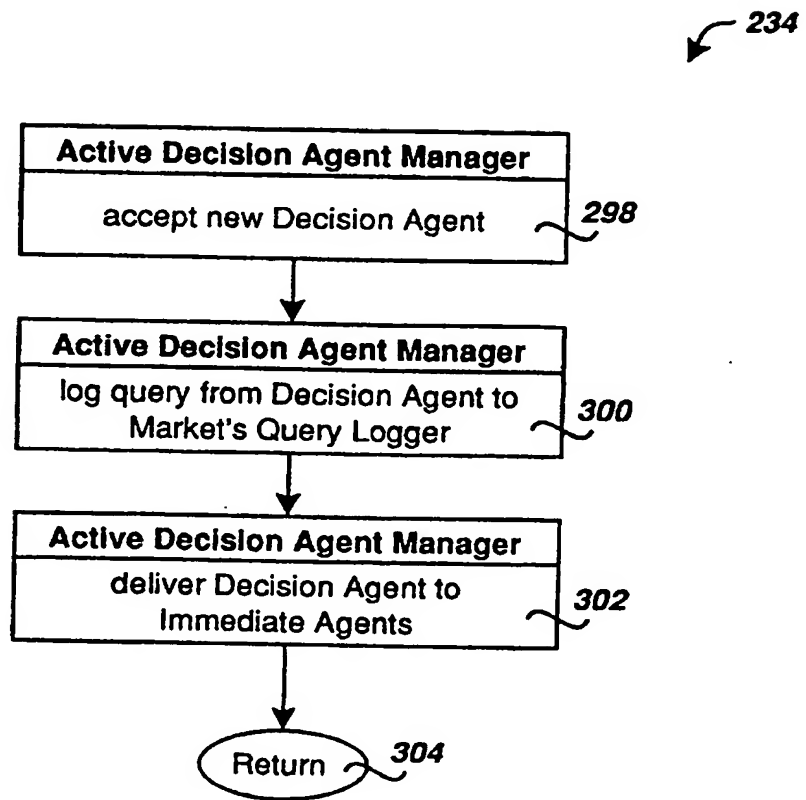 234
Active Decision Agent Manager
accept new Decision Agent
298
Active Decision Agent Manager
log query from Decision Agent to
Market's Query Logger
300
Active Decision Agent Manager
deliver Decision Agent to
Immediate Agents
302
Return
304